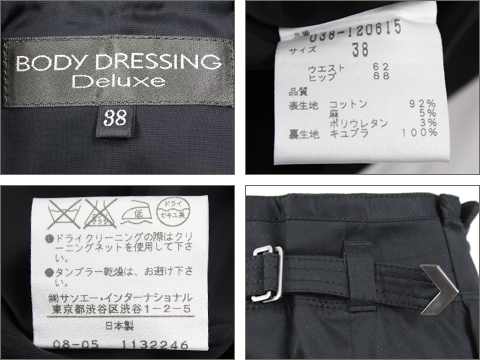 BODY DRESSING
Deluxe
38
品番 038-120615
サイズ 38
ウエスト 62
ヒップ 88
品質
表生地 コットン 92%
麻 5%
ポリウレタン 3%
裏生地 キュプラ 100%
ドライ
セキユ系
●ドライクリーニングの際はクリ
ーニングネットを使用して下さ
い。
●タンブラー乾燥は、お避け下さ
い。
㈱サンエー・インターナショナル
東京都渋谷区渋谷1-2-5
日本製
08-05 1132246